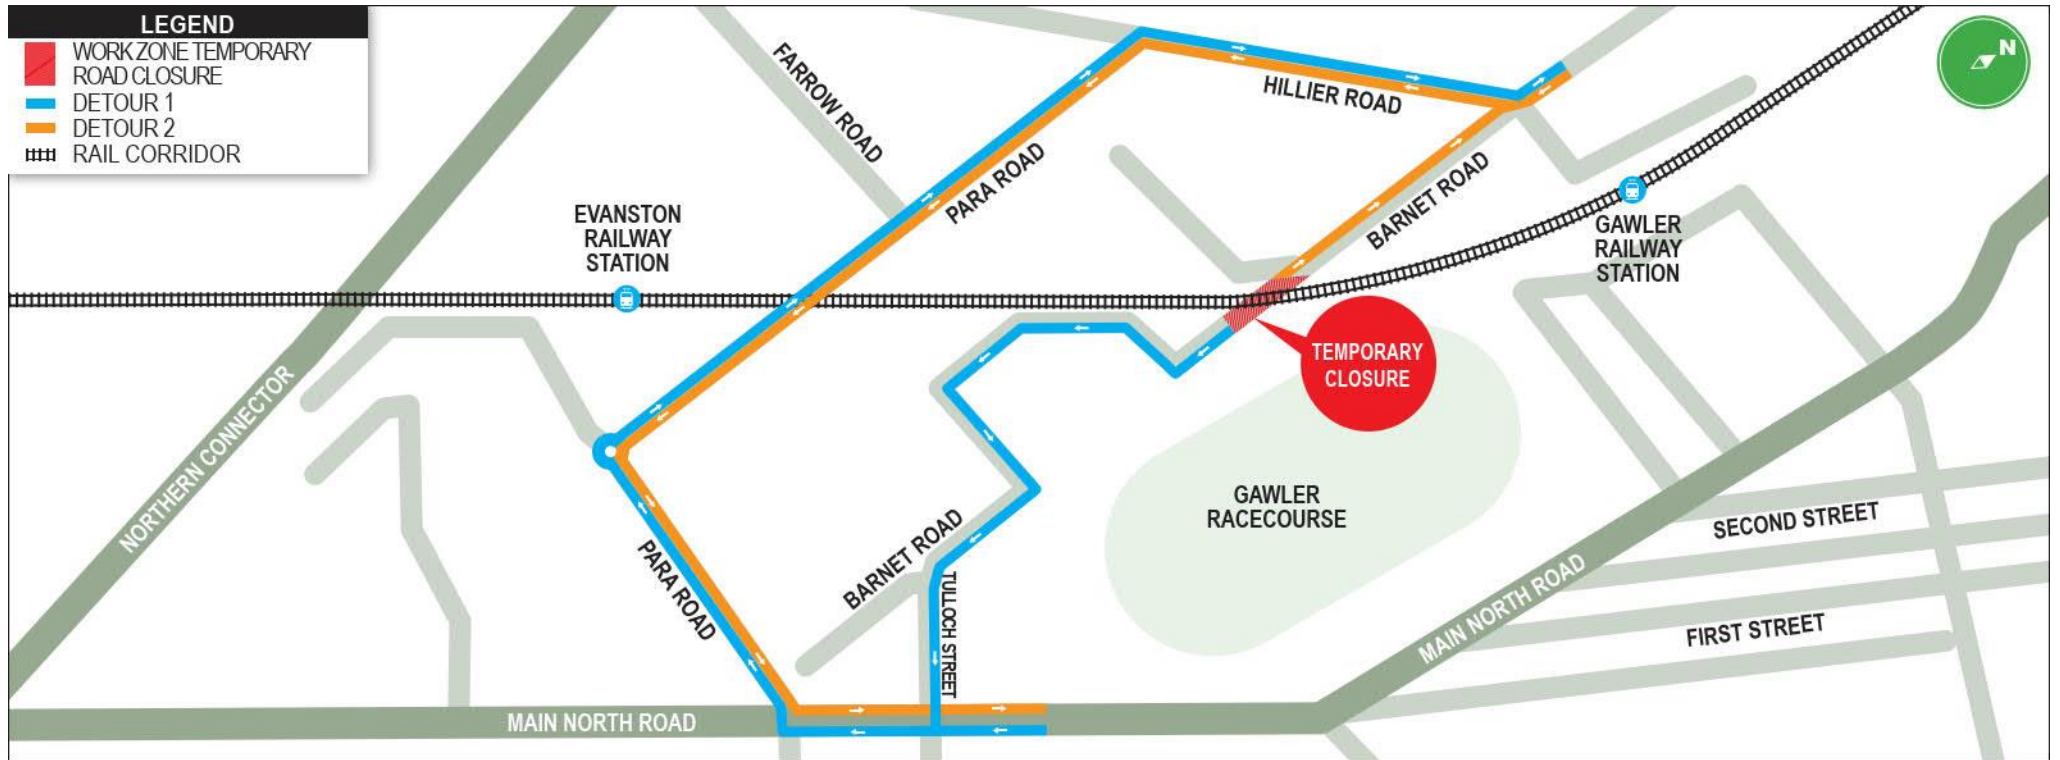 LEGEND
WORK ZONE TEMPORARY
ROAD CLOSURE
DETOUR 1
DETOUR 2
RAIL CORRIDOR
N
FARROW ROAD
HILLIER ROAD
PARA ROAD
BARNET ROAD
EVANSTON
RAILWAY
STATION
GAWLER
RAILWAY
STATION
TEMPORARY
CLOSURE
NORTHERN CONNECTOR
GAWLER
RACECOURSE
SECOND STREET
BARNET ROAD
PARA ROAD
TULLOCH STREET
MAIN NORTH ROAD
FIRST STREET
MAIN NORTH ROAD